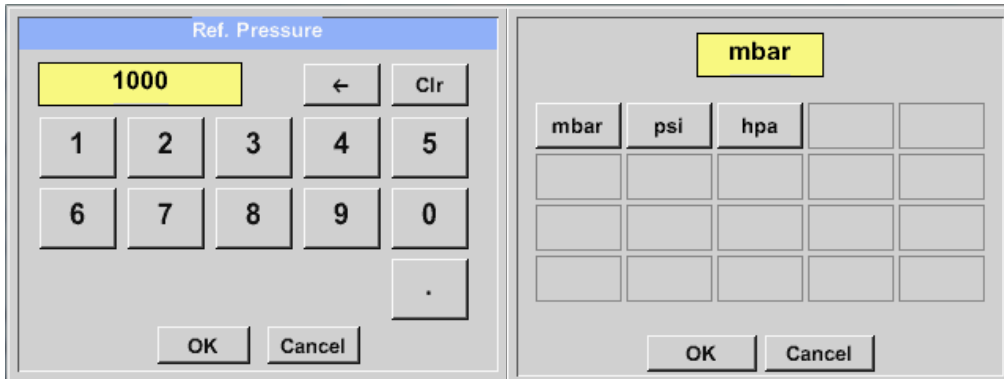 Ref. Pressure
1000
← Clr
1 2 3 4 5
6 7 8 9 0
.
OK Cancel
mbar
mbar psi hpa
OK Cancel